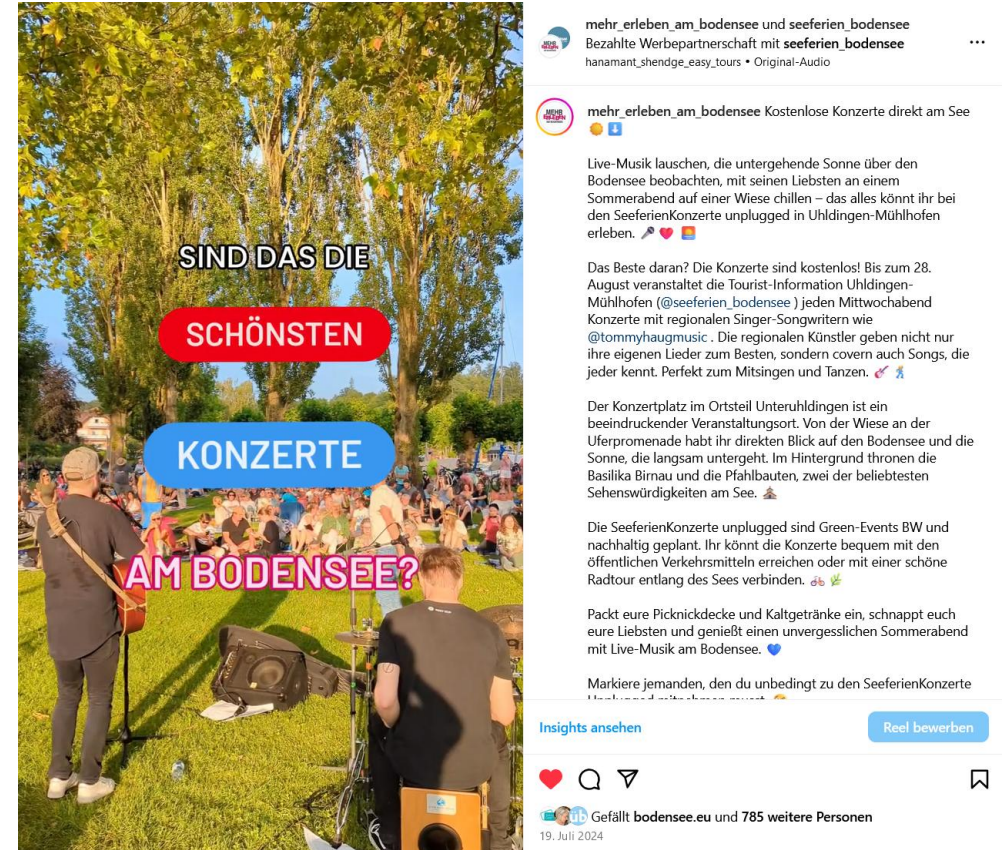 SIND DAS DIE
SCHÖNSTEN
KONZERTE
AM BODENSEE?
mehr_erleben_am_bodensee und seeferien_bodensee
Bezahlte Werbepartnerschaft mit seeferien_bodensee
hanamant_shendge_easy_tours • Original-Audio
mehr_erleben_am_bodensee Kostenlose Konzerte direkt am See
🌞 ⬇️
Live-Musik lauschen, die untergehende Sonne über den
Bodensee beobachten, mit seinen Liebsten an einem
Sommerabend auf einer Wiese chillen – das alles könnt ihr bei
den SeeferienKonzerte unplugged in Uhldingen-Mühlhofen
erleben. 🎤 ❤️ 🌅
Das Beste daran? Die Konzerte sind kostenlos! Bis zum 28.
August veranstaltet die Tourist-Information Uhldingen-
Mühlhofen (@seeferien_bodensee ) jeden Mittwochabend
Konzerte mit regionalen Singer-Songwritern wie
@tommyhaugmusic . Die regionalen Künstler geben nicht nur
ihre eigenen Lieder zum Besten, sondern covern auch Songs, die
jeder kennt. Perfekt zum Mitsingen und Tanzen. 🎸 🕺
Der Konzertplatz im Ortsteil Unteruhldingen ist ein
beeindruckender Veranstaltungsort. Von der Wiese an der
Uferpromenade habt ihr direkten Blick auf den Bodensee und die
Sonne, die langsam untergeht. Im Hintergrund thronen die
Basilika Birnau und die Pfahlbauten, zwei der beliebtesten
Sehenswürdigkeiten am See. 🛖
Die SeeferienKonzerte unplugged sind Green-Events BW und
nachhaltig geplant. Ihr könnt die Konzerte bequem mit den
öffentlichen Verkehrsmitteln erreichen oder mit einer schöne
Radtour entlang des Sees verbinden. 🚲 🌿
Packt eure Picknickdecke und Kaltgetränke ein, schnappt euch
eure Liebsten und genießt einen unvergesslichen Sommerabend
mit Live-Musik am Bodensee. 💙
Markiere jemanden, den du unbedingt zu den SeeferienKonzerte
Insights ansehen
Reel bewerben
Gefällt bodensee.eu und 785 weitere Personen
19. Juli 2024